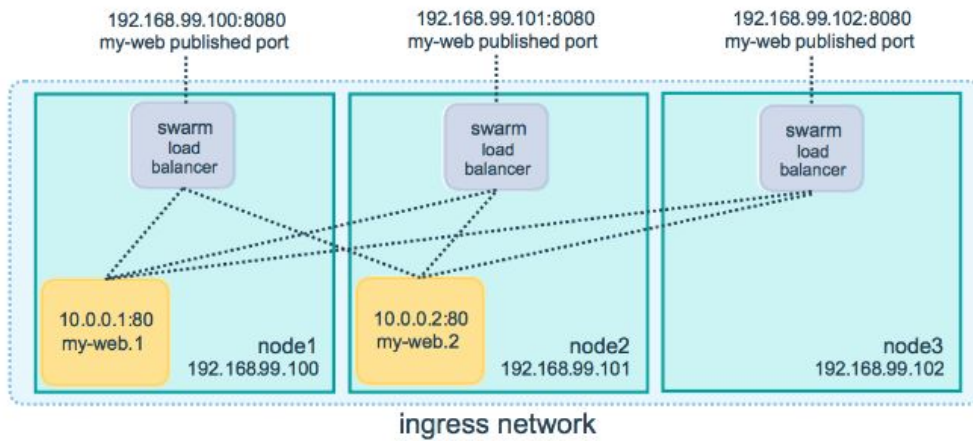 192.168.99.100:8080
my-web published port
192.168.99.101:8080
my-web published port
192.168.99.102:8080
my-web published port
swarm
load
balancer
swarm
load
balancer
swarm
load
balancer
10.0.0.1:80
my-web.1
node1
192.168.99.100
10.0.0.2:80
my-web.2
node2
192.168.99.101
node3
192.168.99.102
ingress network